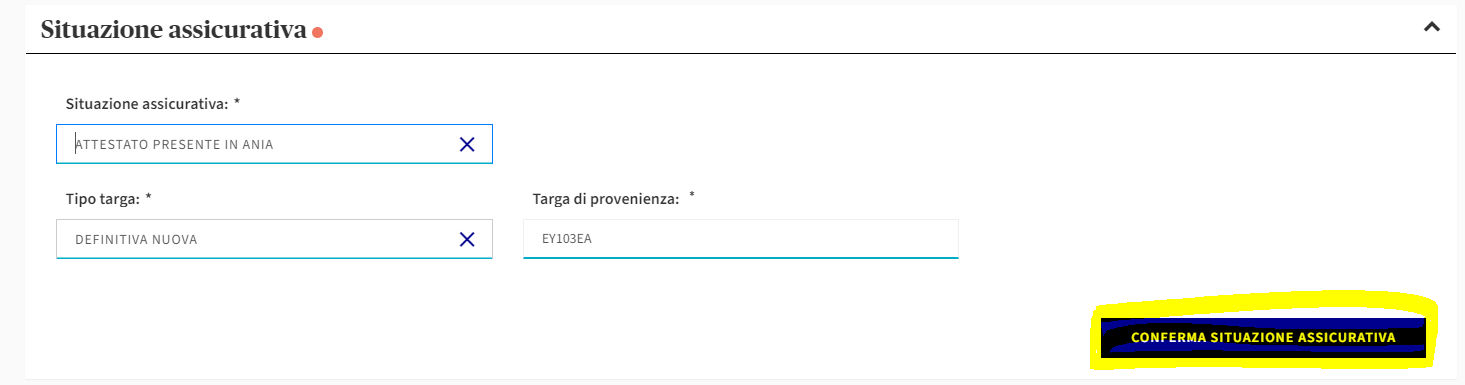 Situazione assicurativa
Situazione assicurativa: *
ATTESTATO PRESENTE IN ANIA
Tipo targa: *
Targa di provenienza: *
DEFINITIVA NUOVA
EY103EA
CONFERMA SITUAZIONE ASSICURATIVA